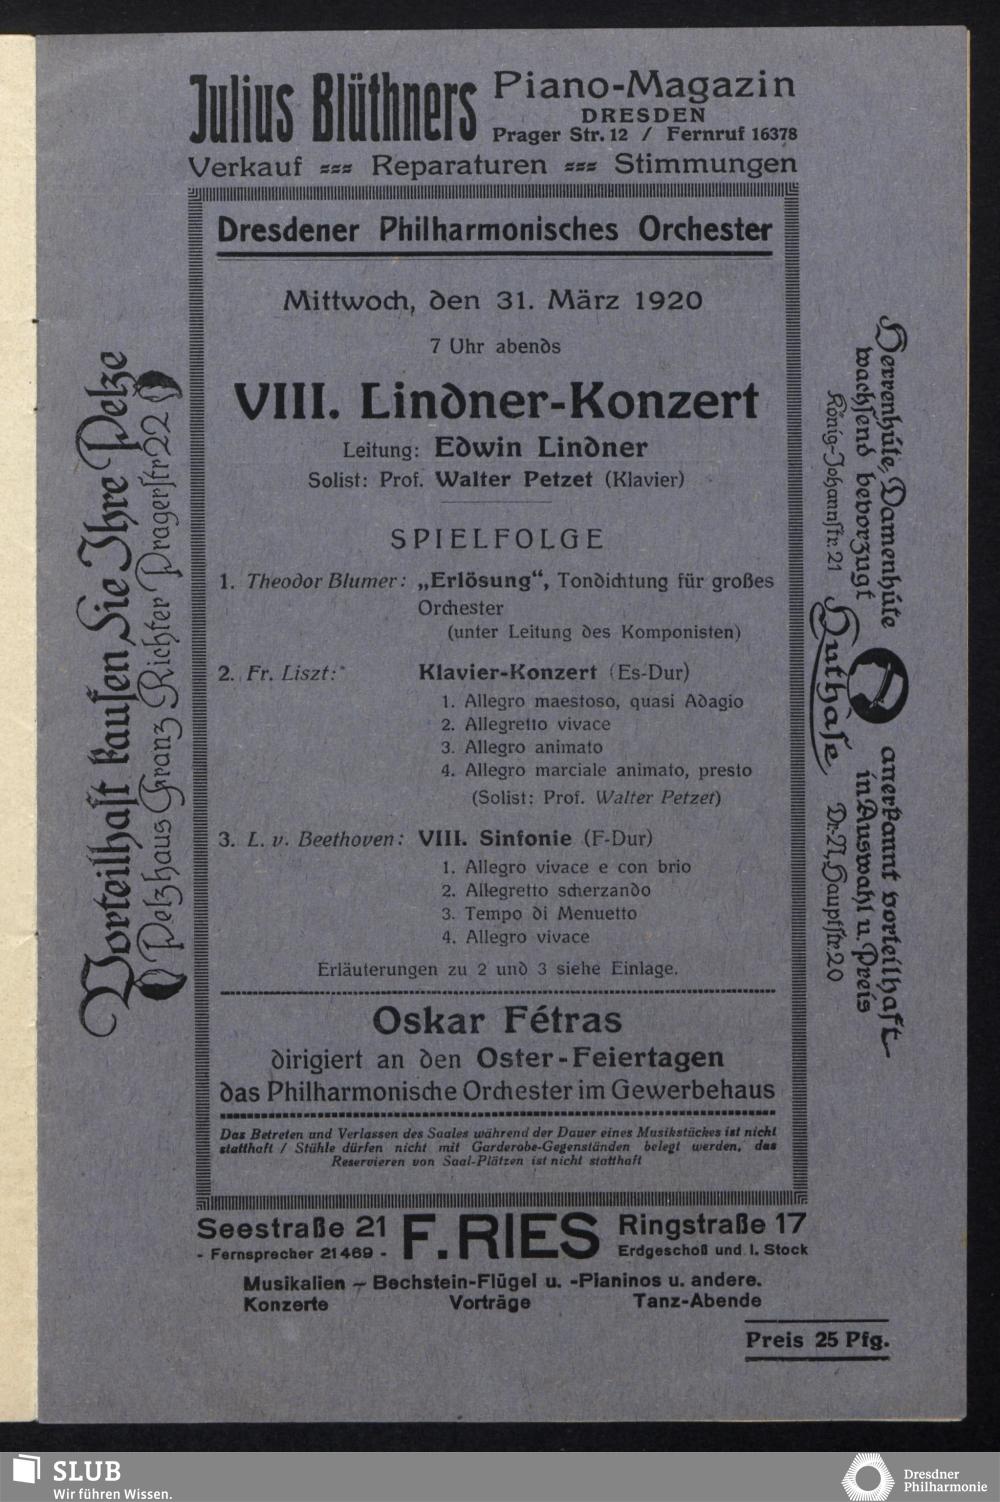 Julius Blüthners Piano-Magazin
DRESDEN
Prager Str. 12 / Fernruf 16378
Verkauf === Reparaturen === Stimmungen
Dresdener Philharmonisches Orchester
Mittwoch, den 31. März 1920
7 Uhr abends
VIII. Lindner-Konzert
Leitung: Edwin Lindner
Solist: Prof. Walter Petzet (Klavier)
SPIELFOLGE
1. Theodor Blumer: „Erlösung“, Tondichtung für großes
Orchester
(unter Leitung des Komponisten)
2. Fr. Liszt: Klavier-Konzert (Es-Dur)
1. Allegro maestoso, quasi Adagio
2. Allegretto vivace
3. Allegro animato
4. Allegro marciale animato, presto
(Solist: Prof. Walter Petzet)
3. L. v. Beethoven: VIII. Sinfonie (F-Dur)
1. Allegro vivace e con brio
2. Allegretto scherzando
3. Tempo di Menuetto
4. Allegro vivace
Erläuterungen zu 2 und 3 siehe Einlage.
Oskar Fétras
dirigiert an den Oster-Feiertagen
das Philharmonische Orchester im Gewerbehaus
Das Betreten und Verlassen des Saales während der Dauer eines Musikstückes ist nicht
statthaft / Stühle dürfen nicht mit Garderobe-Gegenständen belegt werden, das
Reservieren von Saal-Plätzen ist nicht statthaft
Vorteilhaft kaufen Sie Ihre Pelze
Pelzhaus Franz Richter Pragerstr 22
Herrenhüte, Damenhüte
wachsend bevorzugt
König-Johannstr. 21
Huthase
anerkannt vorteilhaft
in Auswahl u. Preis
Dr.-N., Hauptstr. 20
Seestraße 21 F. RIES Ringstraße 17
- Fernsprecher 21469 - Erdgeschoß und I. Stock
Musikalien – Bechstein-Flügel u. -Pianinos u. andere.
Konzerte Vorträge Tanz-Abende
Preis 25 Pfg.
SLUB
Wir führen Wissen.
Dresdner
Philharmonie